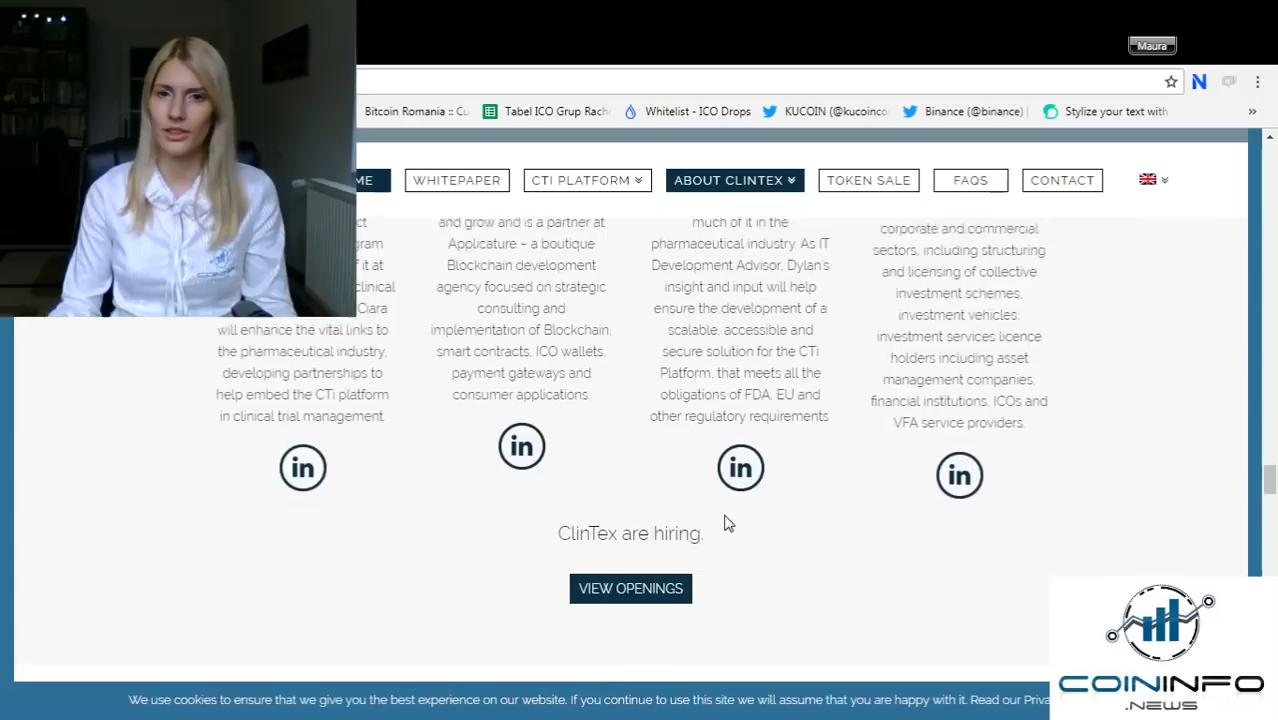 Maura
Bitcoin Romania :: Cu
Tabel ICO Grup Rach
Whitelist - ICO Drops
KUCOIN (@kucoinco
Binance (@binance) |
Stylize your text with
ME
WHITEPAPER
CTI PLATFORM
ABOUT CLINTEX
TOKEN SALE
FAQS
CONTACT
ct
gram
f it at
clinical
Ciara
will enhance the vital links to
the pharmaceutical industry,
developing partnerships to
help embed the CTi platform
in clinical trial management.
and grow and is a partner at
Applicature – a boutique
Blockchain development
agency focused on strategic
consulting and
implementation of Blockchain,
smart contracts, ICO wallets,
payment gateways and
consumer applications.
much of it in the
pharmaceutical industry. As IT
Development Advisor, Dylan's
insight and input will help
ensure the development of a
scalable, accessible and
secure solution for the CTi
Platform, that meets all the
obligations of FDA, EU and
other regulatory requirements
corporate and commercial
sectors, including structuring
and licensing of collective
investment schemes,
investment vehicles,
investment services licence
holders including asset
management companies,
financial institutions, ICOs and
VFA service providers.
in
in
in
in
ClinTex are hiring.
VIEW OPENINGS
We use cookies to ensure that we give you the best experience on our website. If you continue to use this site we will assume that you are happy with it. Read our Priva
COININFO
.NEWS